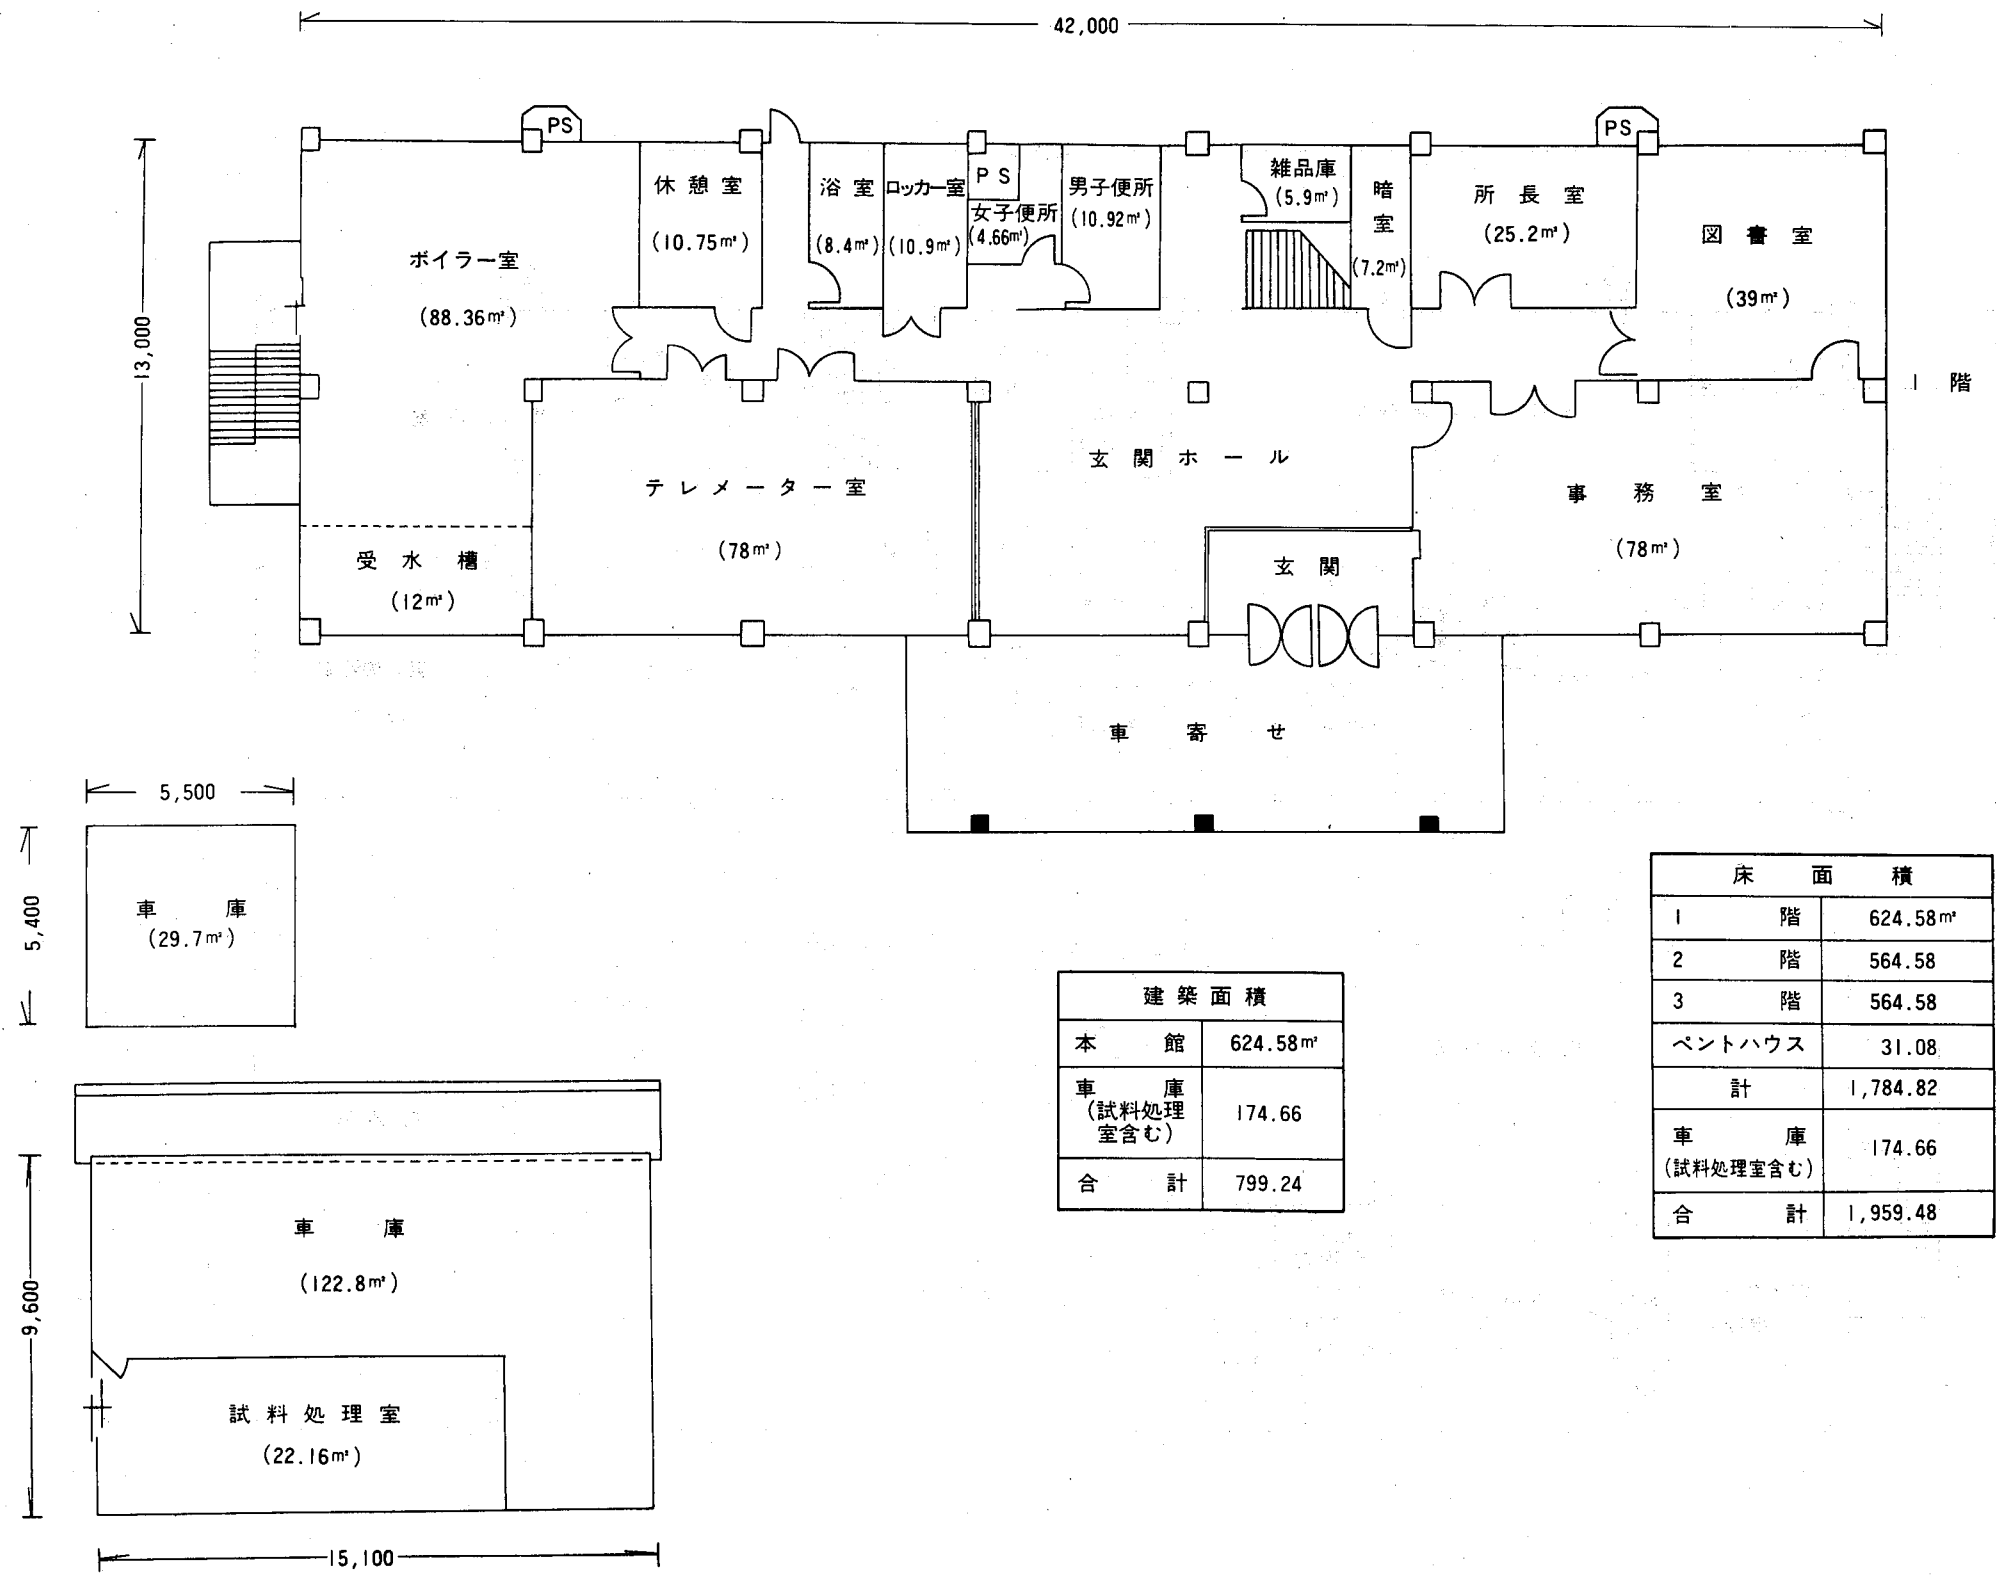 42,000
PS
PS
13,000
休憩室
(10.75㎡)
浴室
(8.4㎡)
ロッカー室
(10.9㎡)
PS
女子便所
(4.66㎡)
男子便所
(10.92㎡)
雑品庫
(5.9㎡)
暗室
(7.2㎡)
所長室
(25.2㎡)
図書室
(39㎡)
ボイラー室
(88.36㎡)
1階
テレメーター室
(78㎡)
玄関ホール
事務室
(78㎡)
受水槽
(12㎡)
玄関
車寄せ
5,500
5,400
車庫
(29.7㎡)
床面積
1階 624.58㎡
2階 564.58
3階 564.58
ペントハウス 31.08
計 1,784.82
車庫
(試料処理室含む) 174.66
合計 1,959.48
建築面積
本館 624.58㎡
車庫
(試料処理
室含む) 174.66
合計 799.24
9,600
車庫
(122.8㎡)
試料処理室
(22.16㎡)
15,100